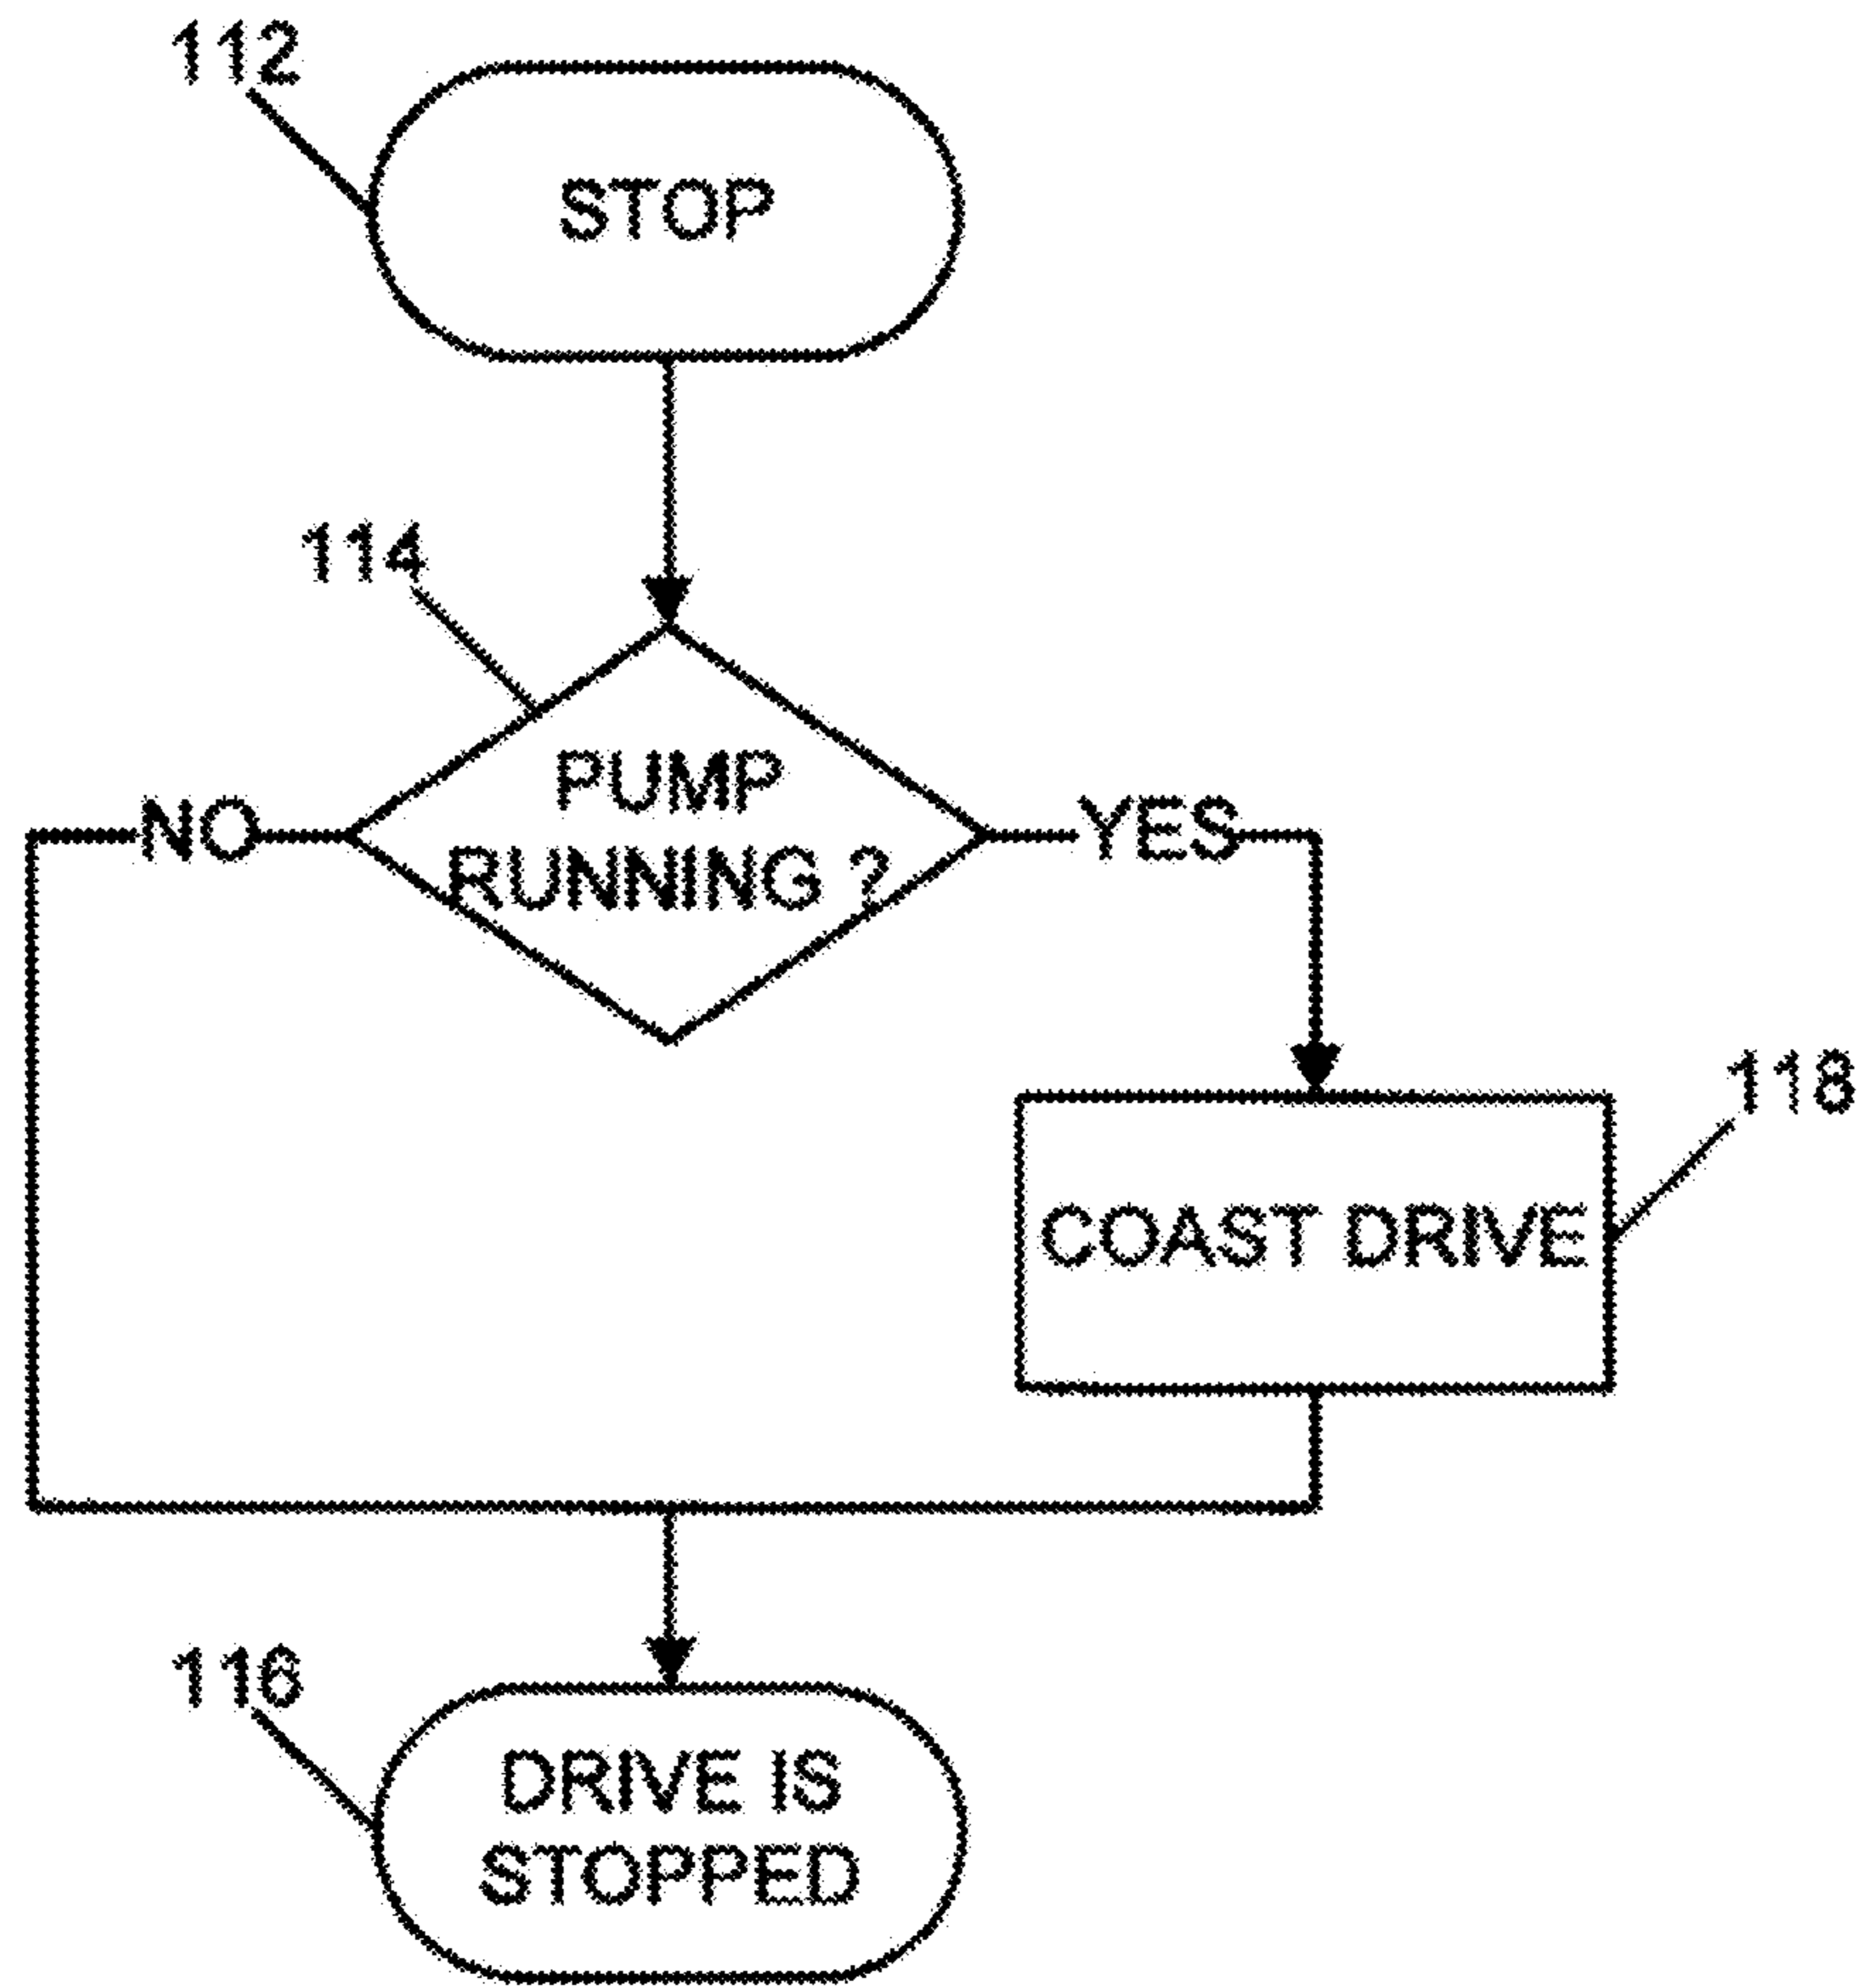 112
STOP
114
PUMP
RUNNING ?
NO
YES
118
COAST DRIVE
116
DRIVE IS
STOPPED